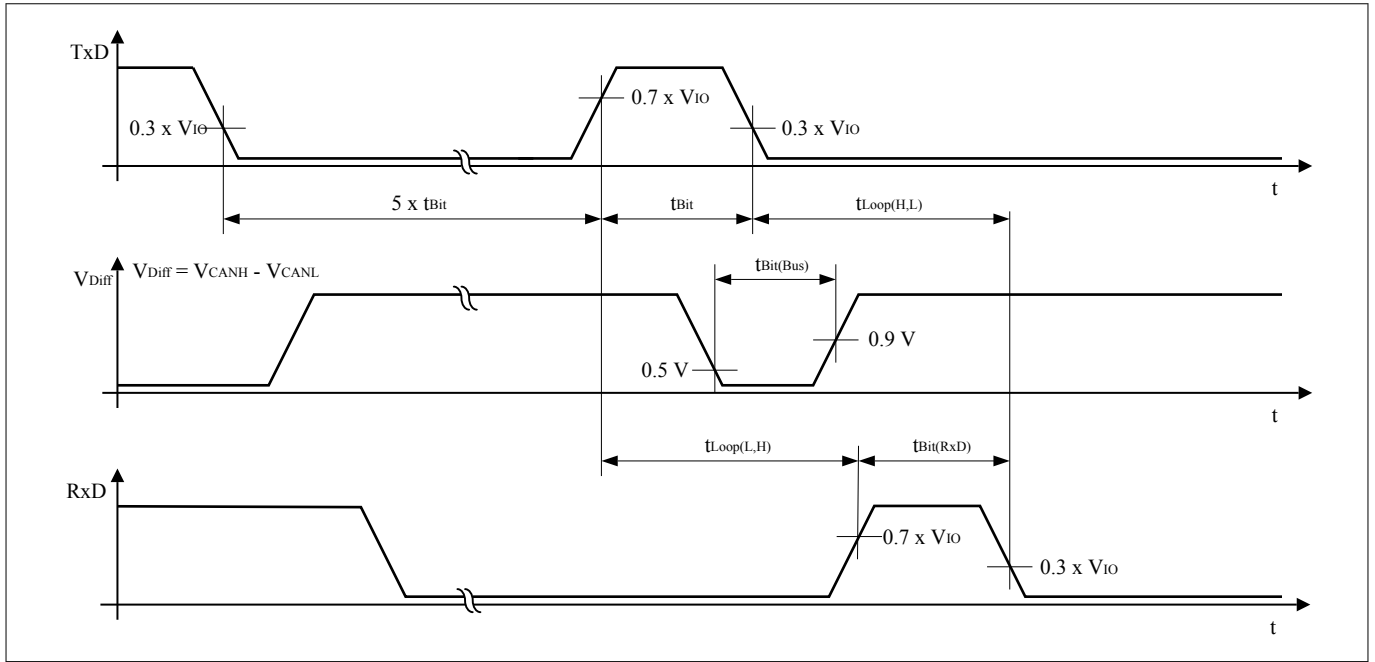 TxD
0.7 x VIO
0.3 x VIO
0.3 x VIO
t
5 x tBit
tBit
tLoop(H,L)
VDiff
VDiff = VCANH - VCANL
tBit(Bus)
0.9 V
0.5 V
t
tLoop(L,H)
tBit(RxD)
RxD
0.7 x VIO
0.3 x VIO
t